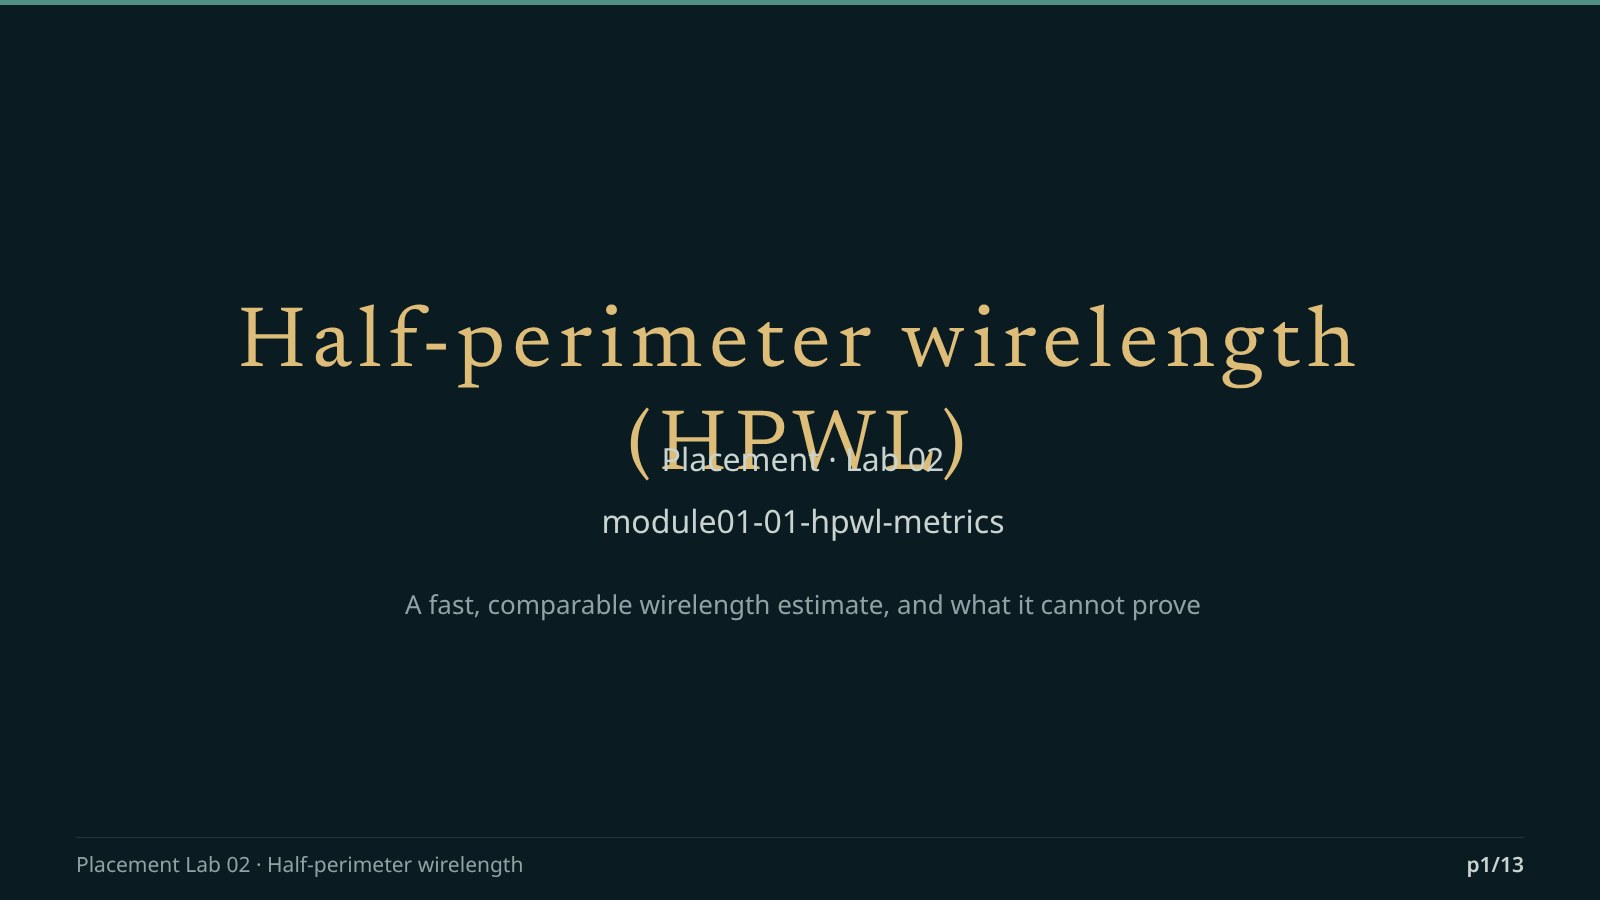 Half-perimeter wirelength
(HPWL)
Placement · Lab 02
module01-01-hpwl-metrics
A fast, comparable wirelength estimate, and what it cannot prove
Placement Lab 02 · Half-perimeter wirelength
p1/13